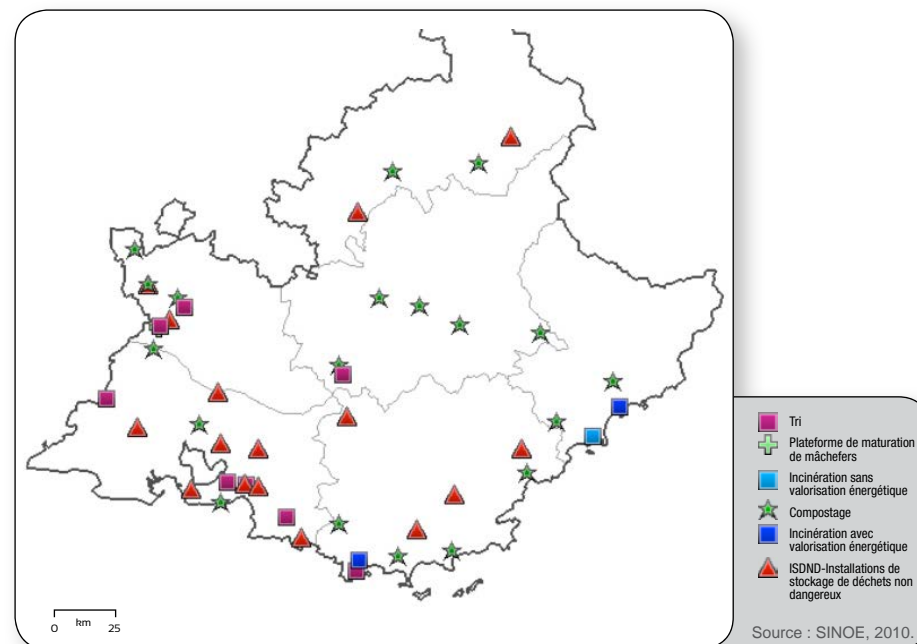 km
0 25
Tri
Plateforme de maturation
de mâchefers
Incinération sans
valorisation énergétique
Compostage
Incinération avec
valorisation énergétique
ISDND-Installations de
stockage de déchets non
dangereux
Source : SINOE, 2010.